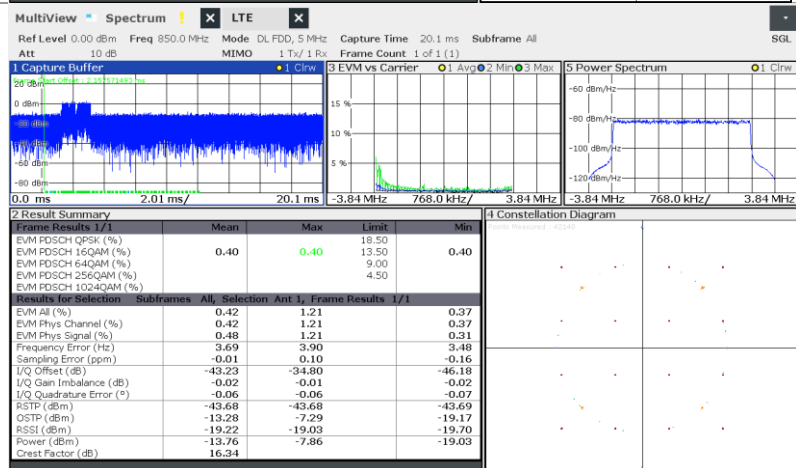 MultiView Spectrum ! X LTE X
Ref Level 0.00 dBm Freq 850.0 MHz Mode DL FDD, 5 MHz Capture Time 20.1 ms Subframe All SGL
Att 10 dB MIMO 1 Tx/ 1 Rx Frame Count 1 of 1 (1)
1 Capture Buffer 1 Clrw
Frame Start Offset : 2.157571493 ms
20 dBm
0 dBm
-60 dBm
-80 dBm
0.0 ms 2.01 ms/ 20.1 ms
3 EVM vs Carrier 1 Avg 2 Min 3 Max
15 %
10 %
5 %
-3.84 MHz 768.0 kHz/ 3.84 MHz
5 Power Spectrum 1 Clrw
-60 dBm/Hz
-80 dBm/Hz
-100 dBm/Hz
-120 dBm/Hz
-3.84 MHz 768.0 kHz/ 3.84 MHz
2 Result Summary
Frame Results 1/1 Mean Max Limit Min
EVM PDSCH QPSK (%) 18.50
EVM PDSCH 16QAM (%) 0.40 0.40 13.50 0.40
EVM PDSCH 64QAM (%) 9.00
EVM PDSCH 256QAM (%) 4.50
EVM PDSCH 1024QAM (%)
Results for Selection Subframes All, Selection Ant 1, Frame Results 1/1
EVM All (%) 0.42 1.21 0.37
EVM Phys Channel (%) 0.42 1.21 0.37
EVM Phys Signal (%) 0.48 1.21 0.31
Frequency Error (Hz) 3.69 3.90 3.48
Sampling Error (ppm) -0.01 0.10 -0.16
I/Q Offset (dB) -43.23 -34.80 -46.18
I/Q Gain Imbalance (dB) -0.02 -0.01 -0.02
I/Q Quadrature Error (°) -0.06 -0.06 -0.07
RSTP (dBm) -43.68 -43.68 -43.69
OSTP (dBm) -13.28 -7.29 -19.17
RSSI (dBm) -19.22 -19.03 -19.70
Power (dBm) -13.76 -7.86 -19.03
Crest Factor (dB) 16.34
4 Constellation Diagram
Points Measured : 42140